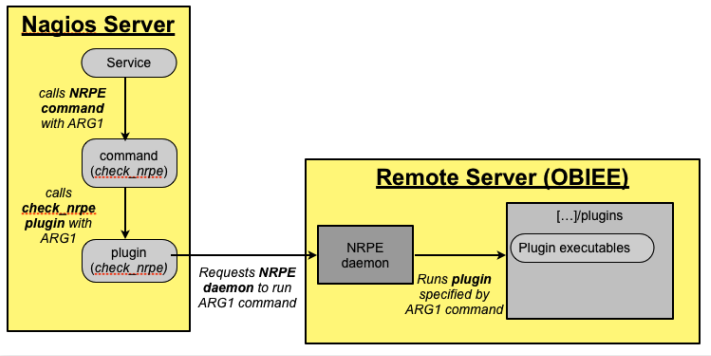 Nagios Server
Service
calls NRPE
command
with ARG1
command
(check_nrpe)
calls
check_nrpe
plugin with
ARG1
plugin
(check_nrpe)
Requests NRPE
daemon to run
ARG1 command
Remote Server (OBIEE)
NRPE
daemon
Runs plugin
specified by
ARG1 command
[...]/plugins
Plugin executables